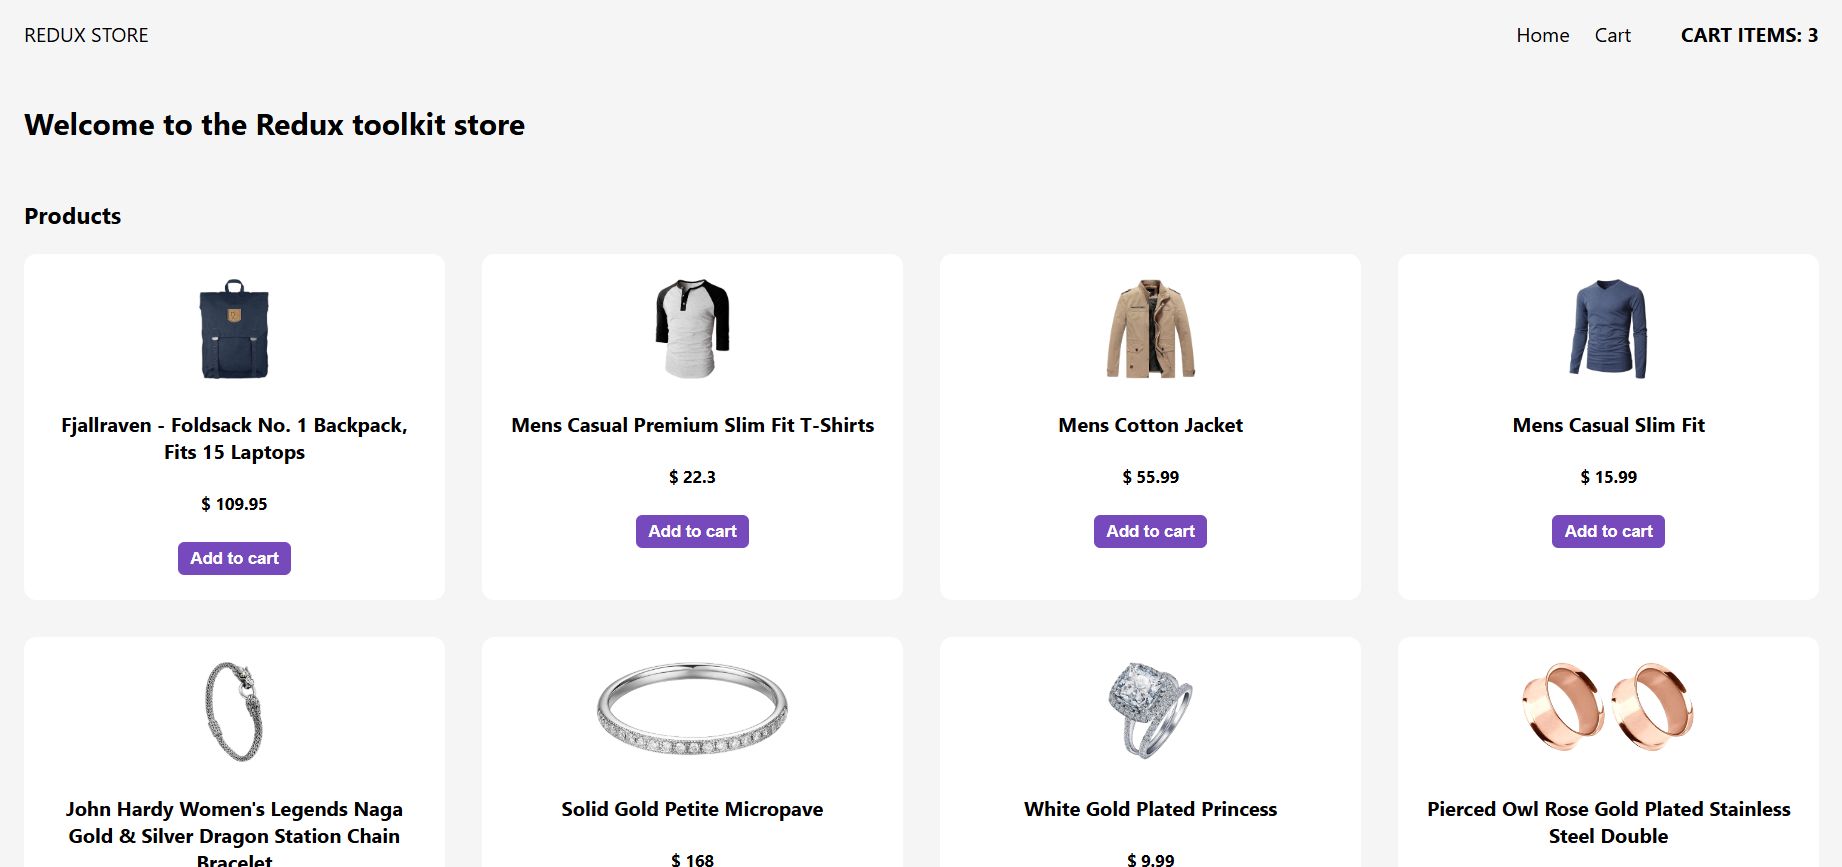 REDUX STORE
Home Cart CART ITEMS: 3
Welcome to the Redux toolkit store
Products
Fjallraven - Foldsack No. 1 Backpack,
Fits 15 Laptops
$ 109.95
Add to cart
Mens Casual Premium Slim Fit T-Shirts
$ 22.3
Add to cart
Mens Cotton Jacket
$ 55.99
Add to cart
Mens Casual Slim Fit
$ 15.99
Add to cart
John Hardy Women's Legends Naga
Gold & Silver Dragon Station Chain
Bracelet
Solid Gold Petite Micropave
$ 168
White Gold Plated Princess
$ 9.99
Pierced Owl Rose Gold Plated Stainless
Steel Double